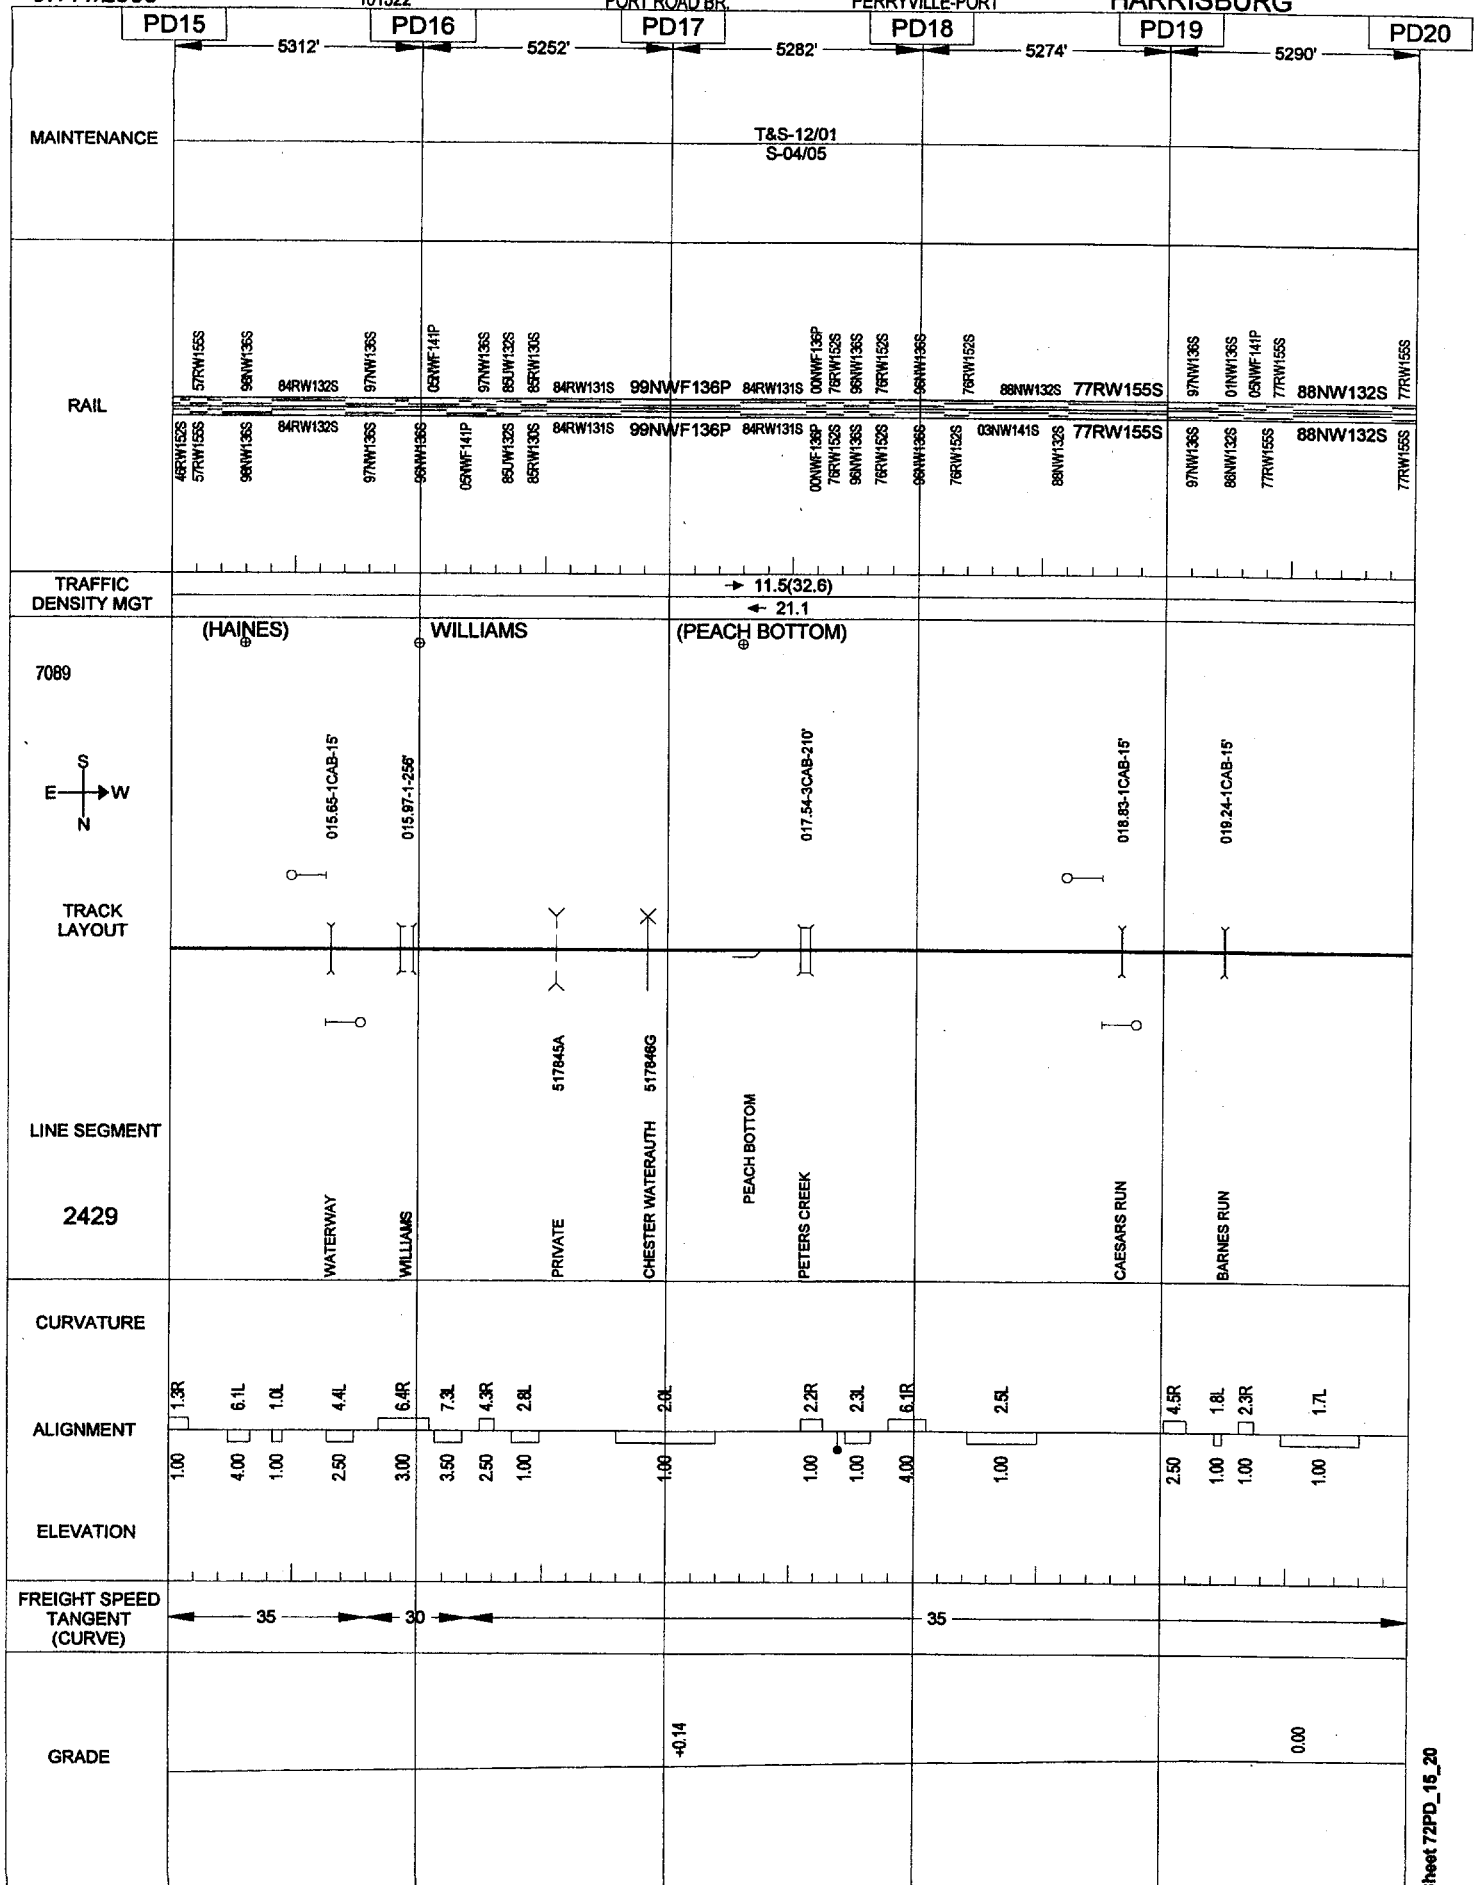 PORT ROAD BR.
PERRYVILLE-PORT
HARRISBURG
PD15
PD16
PD17
PD18
PD19
PD20
5312'
5252'
5282'
5274'
5290'
MAINTENANCE
T&S-12/01
S-04/05
RAIL
57RW155S
98NW136S
84RW132S
97NW136S
05NWF141P
97NW136S
85UW132S
85RW130S
84RW131S
99NWF136P
84RW131S
00NWF136P
76RW152S
96NW136S
76RW152S
96NW136S
76RW152S
88NW132S
77RW155S
97NW136S
01NW136S
05NWF141P
77RW155S
88NW132S
77RW155S
46RW152S
57RW155S
98NW136S
84RW132S
97NW136S
96NW136S
05NWF141P
85UW132S
85RW130S
84RW131S
99NWF136P
84RW131S
00NWF136P
76RW152S
96NW136S
76RW152S
96NW136S
76RW152S
03NW141S
88NW132S
77RW155S
97NW136S
86NW132S
77RW155S
88NW132S
77RW155S
TRAFFIC
DENSITY MGT
→ 11.5(32.6)
← 21.1
(HAINES)
WILLIAMS
(PEACH BOTTOM)
7089
S
E W
N
015.65-1CAB-15'
015.97-1-256'
017.54-3CAB-210'
018.83-1CAB-15'
019.24-1CAB-15'
TRACK
LAYOUT
LINE SEGMENT
2429
WATERWAY
WILLIAMS
PRIVATE 517845A
CHESTER WATERAUTH 517846G
PEACH BOTTOM
PETERS CREEK
CAESARS RUN
BARNES RUN
CURVATURE
1.3R
6.1L
1.0L
4.4L
6.4R
7.3L
4.3R
2.8L
2.0L
2.2R
2.3L
6.1R
2.5L
4.5R
1.8L
2.3R
1.7L
ALIGNMENT
1.00
4.00
1.00
2.50
3.00
3.50
2.50
1.00
1.00
1.00
1.00
4.00
1.00
2.50
1.00
1.00
1.00
ELEVATION
FREIGHT SPEED
TANGENT
(CURVE)
35
30
35
GRADE
+0.14
0.00
heet 72PD_15_20